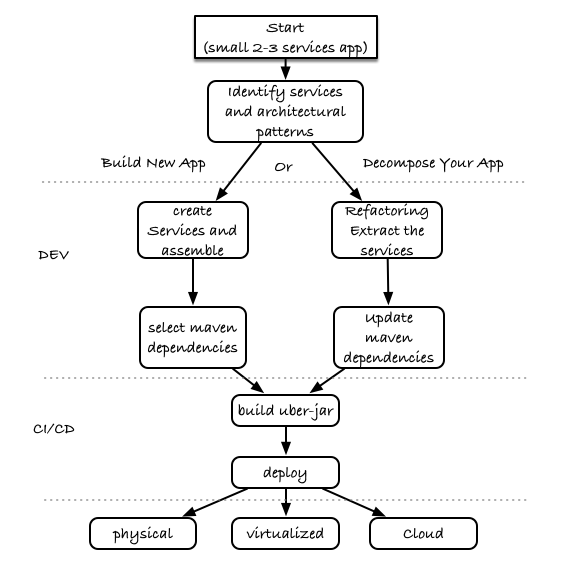 Start
(small 2-3 services app)
Identify services
and architectural
patterns
Build New App
Or
Decompose Your App
create
Services and
assemble
Refactoring
Extract the
services
DEV
select maven
dependencies
Update
maven
dependencies
build uber-jar
CI/CD
deploy
physical
virtualized
Cloud